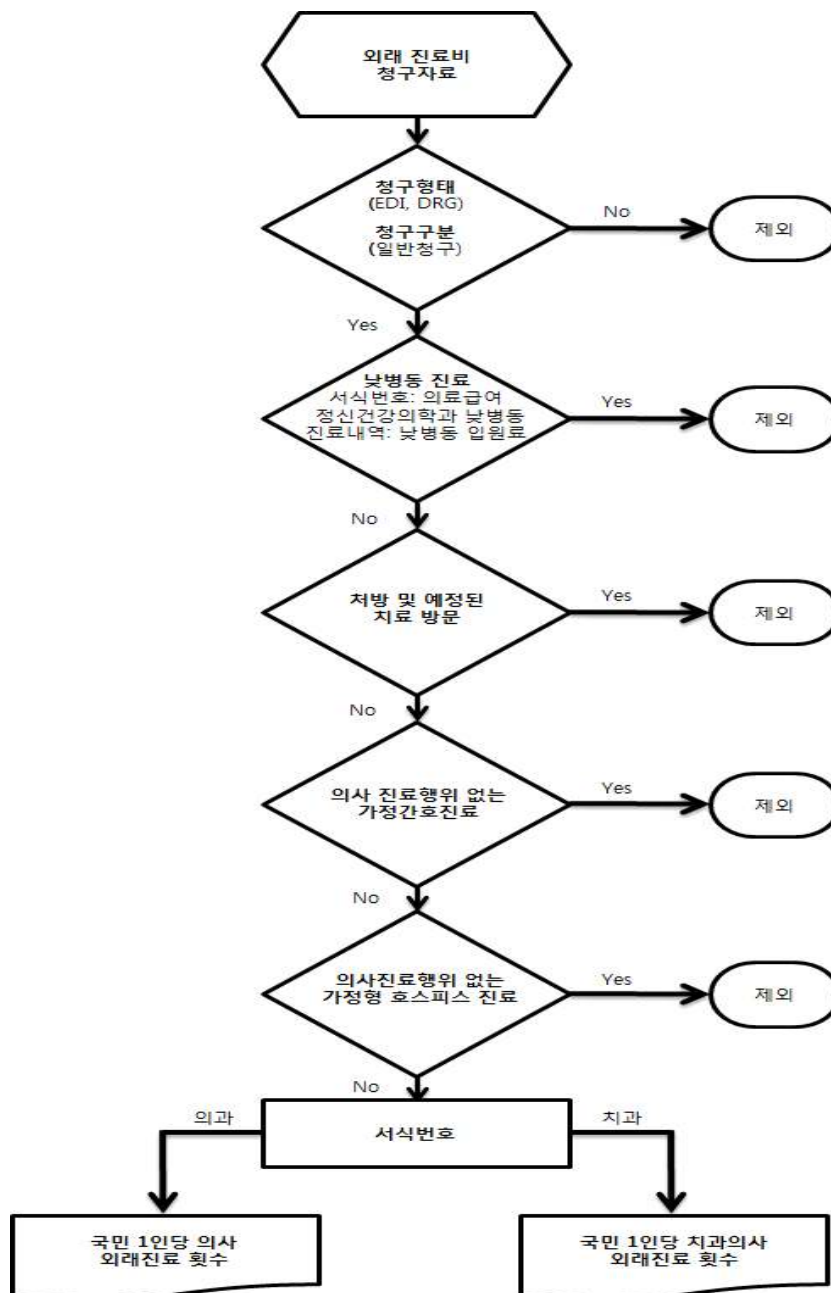 외래 진료비
청구자료
청구형태
(EDI, DRG)
청구구분
(일반청구)
No
제외
Yes
낮병동 진료
서식번호: 의료급여
정신건강의학과 낮병동
진료내역: 낮병동 입원료
Yes
제외
No
처방 및 예정된
치료 방문
Yes
제외
No
의사 진료행위 없는
가정간호진료
Yes
제외
No
의사진료행위 없는
가정형 호스피스 진료
Yes
제외
No
의과
서식번호
치과
국민 1인당 의사
외래진료 횟수
국민 1인당 치과의사
외래진료 횟수